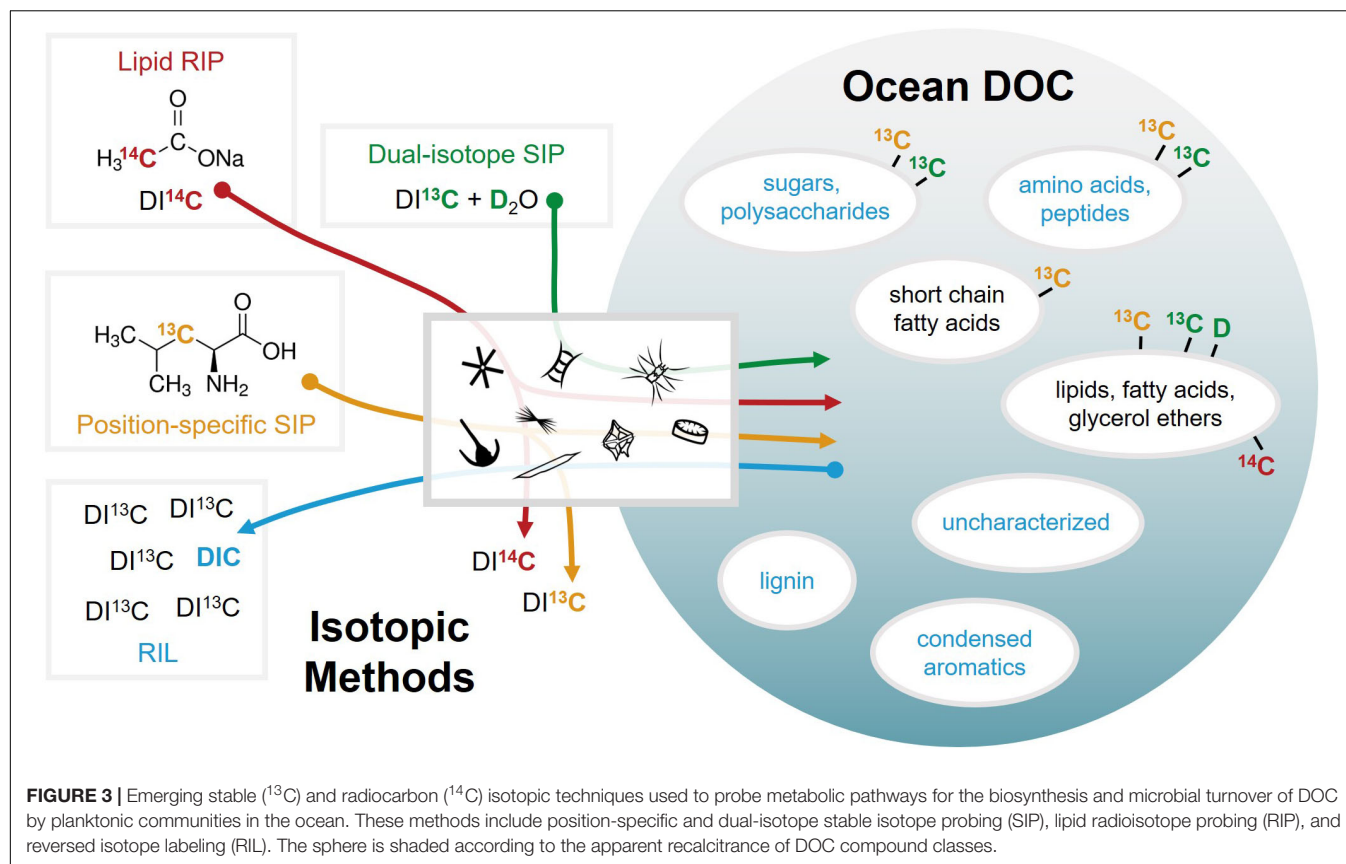 Lipid RIP
O
H₃¹⁴C
ONa
DI¹⁴C
Dual-isotope SIP
DI¹³C + D₂O
¹³C
O
H₃C
OH
CH₃
NH₂
Position-specific SIP
DI¹³C
DI¹³C
DI¹³C
DIC
DI¹³C
DI¹³C
RIL
DI¹⁴C
DI¹³C
Isotopic
Methods
Ocean DOC
¹³C
¹³C
sugars,
polysaccharides
¹³C
¹³C
amino acids,
peptides
¹³C
short chain
fatty acids
¹³C
¹³C
D
lipids, fatty acids,
glycerol ethers
¹⁴C
uncharacterized
lignin
condensed
aromatics
FIGURE 3 | Emerging stable (¹³C) and radiocarbon (¹⁴C) isotopic techniques used to probe metabolic pathways for the biosynthesis and microbial turnover of DOC
by planktonic communities in the ocean. These methods include position-specific and dual-isotope stable isotope probing (SIP), lipid radioisotope probing (RIP), and
reversed isotope labeling (RIL). The sphere is shaded according to the apparent recalcitrance of DOC compound classes.